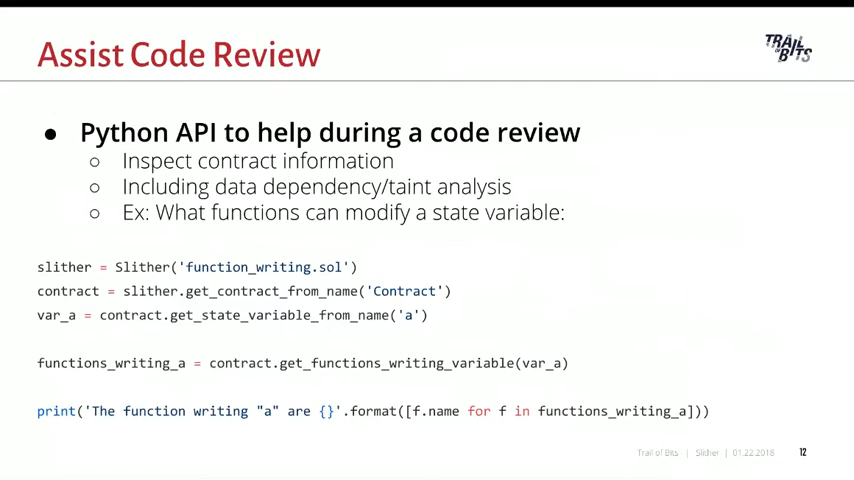 Assist Code Review
TRAIL
OF
BITS
● Python API to help during a code review
○ Inspect contract information
○ Including data dependency/taint analysis
○ Ex: What functions can modify a state variable:
slither = Slither('function_writing.sol')
contract = slither.get_contract_from_name('Contract')
var_a = contract.get_state_variable_from_name('a')
functions_writing_a = contract.get_functions_writing_variable(var_a)
print('The function writing "a" are {}'.format([f.name for f in functions_writing_a]))
Trail of Bits | Slither | 01.22.2018 12